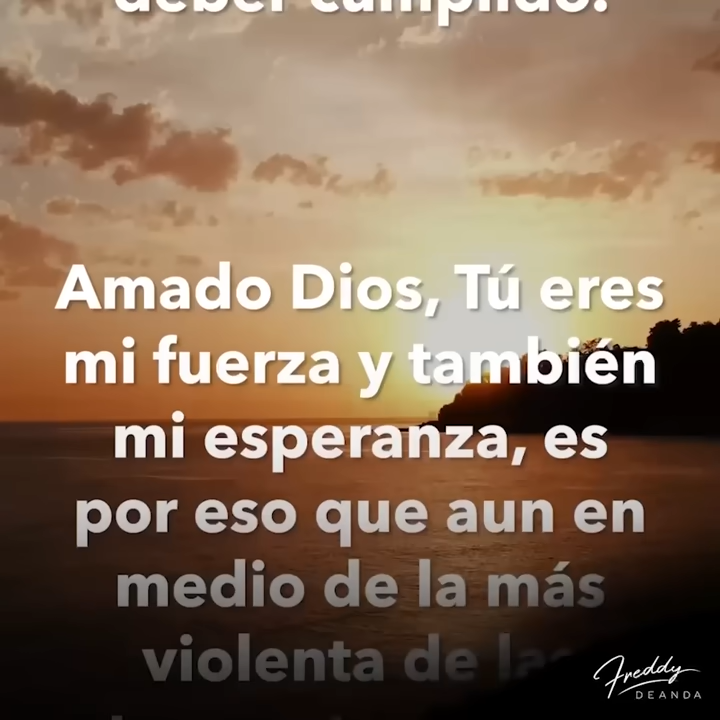 deber cumplido.
Amado Dios, Tú eres
mi fuerza y también
mi esperanza, es
por eso que aun en
medio de la más
violenta de las
Freddy
DEANDA